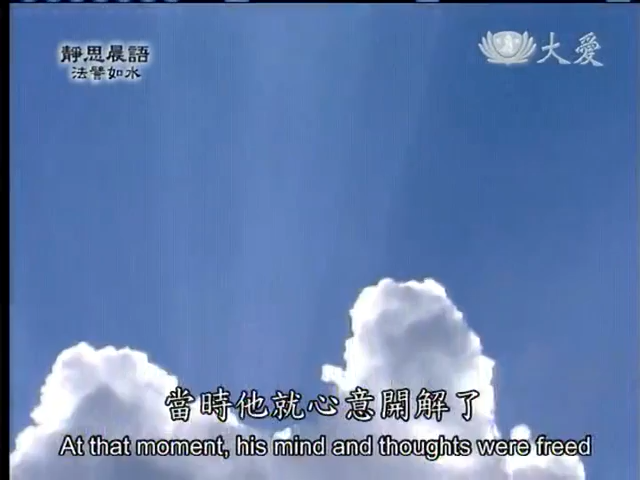 靜思晨語
法譬如水
大愛
當時他就心意開解了
At that moment, his mind and thoughts were freed